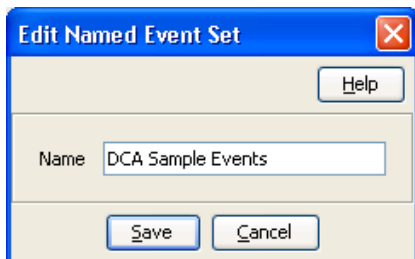 Edit Named Event Set
Help
Name DCA Sample Events
Save Cancel